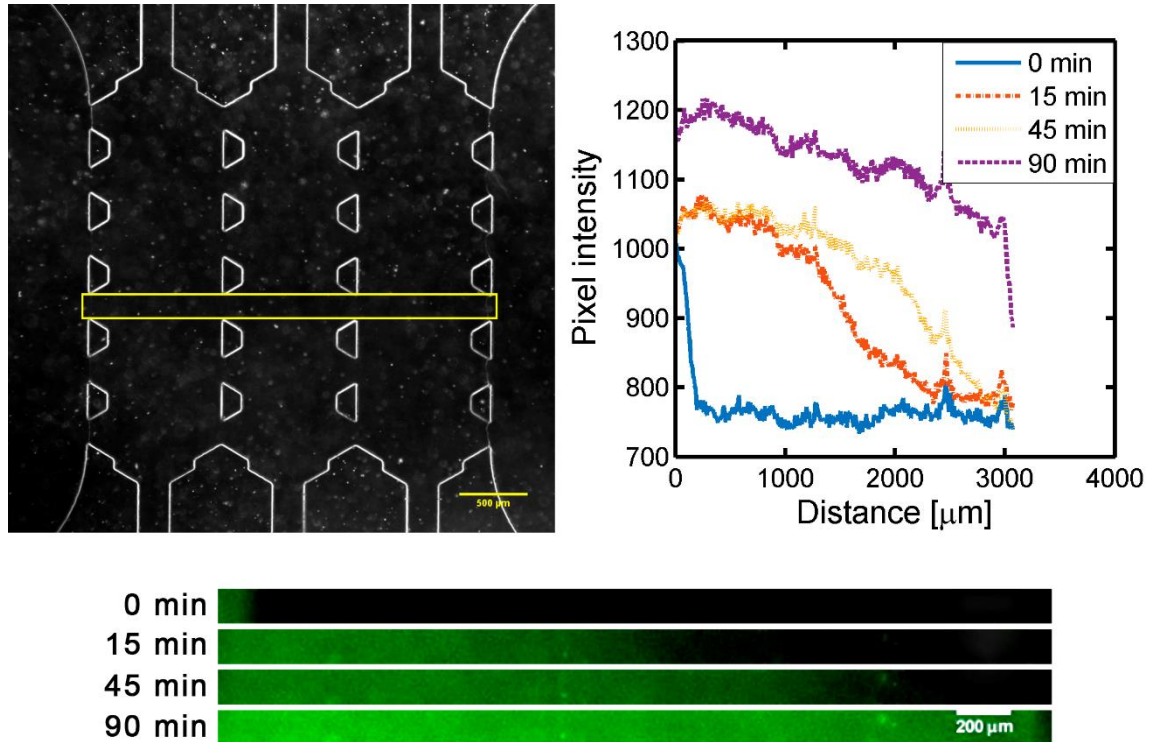 500 μm
1300
1200
1100
1000
900
800
700
Pixel intensity
0 min
15 min
45 min
90 min
0
1000
2000
3000
4000
Distance [μm]
0 min
15 min
45 min
90 min
200 μm